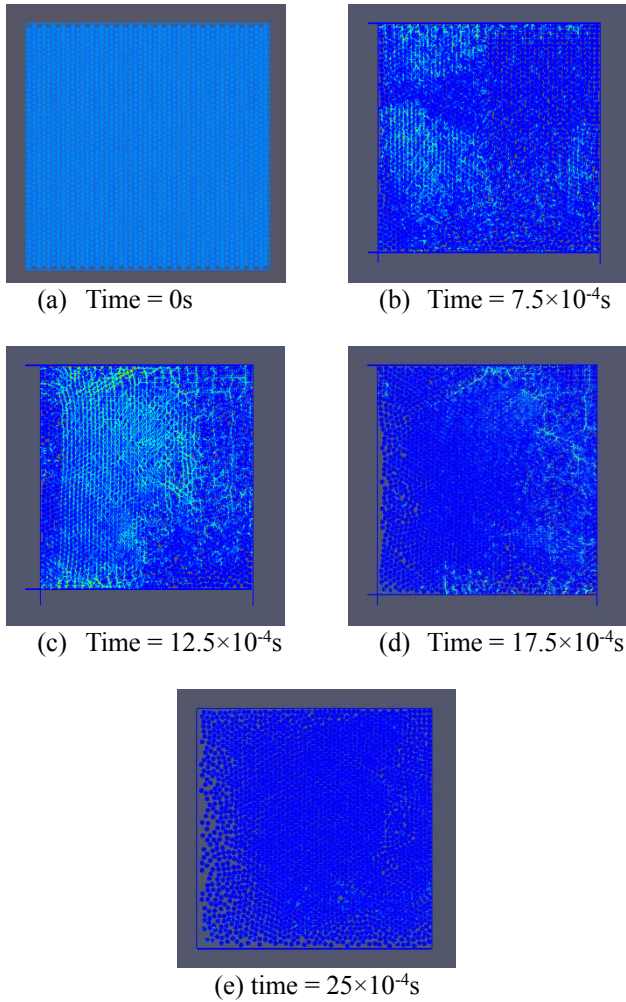 (a) Time = 0s
(b) Time = 7.5×10⁻⁴s
(c) Time = 12.5×10⁻⁴s
(d) Time = 17.5×10⁻⁴s
(e) time = 25×10⁻⁴s